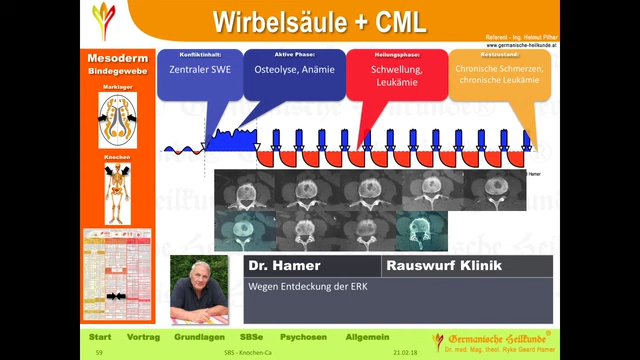 Wirbelsäule + CML
Referent - Ing. Helmut Pilhar
www.germanische-heilkunde.at
Mesoderm
Bindegewebe
Marklager
Knochen
Konfliktinhalt:
Zentraler SWE
Aktive Phase:
Osteolyse, Anämie
Heilungsphase:
Schwellung,
Leukämie
Restzustand:
Chronische Schmerzen,
chronische Leukämie
Hamer
Dr. Hamer
Rauswurf Klinik
Wegen Entdeckung der ERK
Start Vortrag Grundlagen SBSe Psychosen Allgemein
59 SBS - Knochen-Ca 21.02.18
Germanische Heilkunde®
Dr. med. Mag. theol. Ryke Geerd Hamer